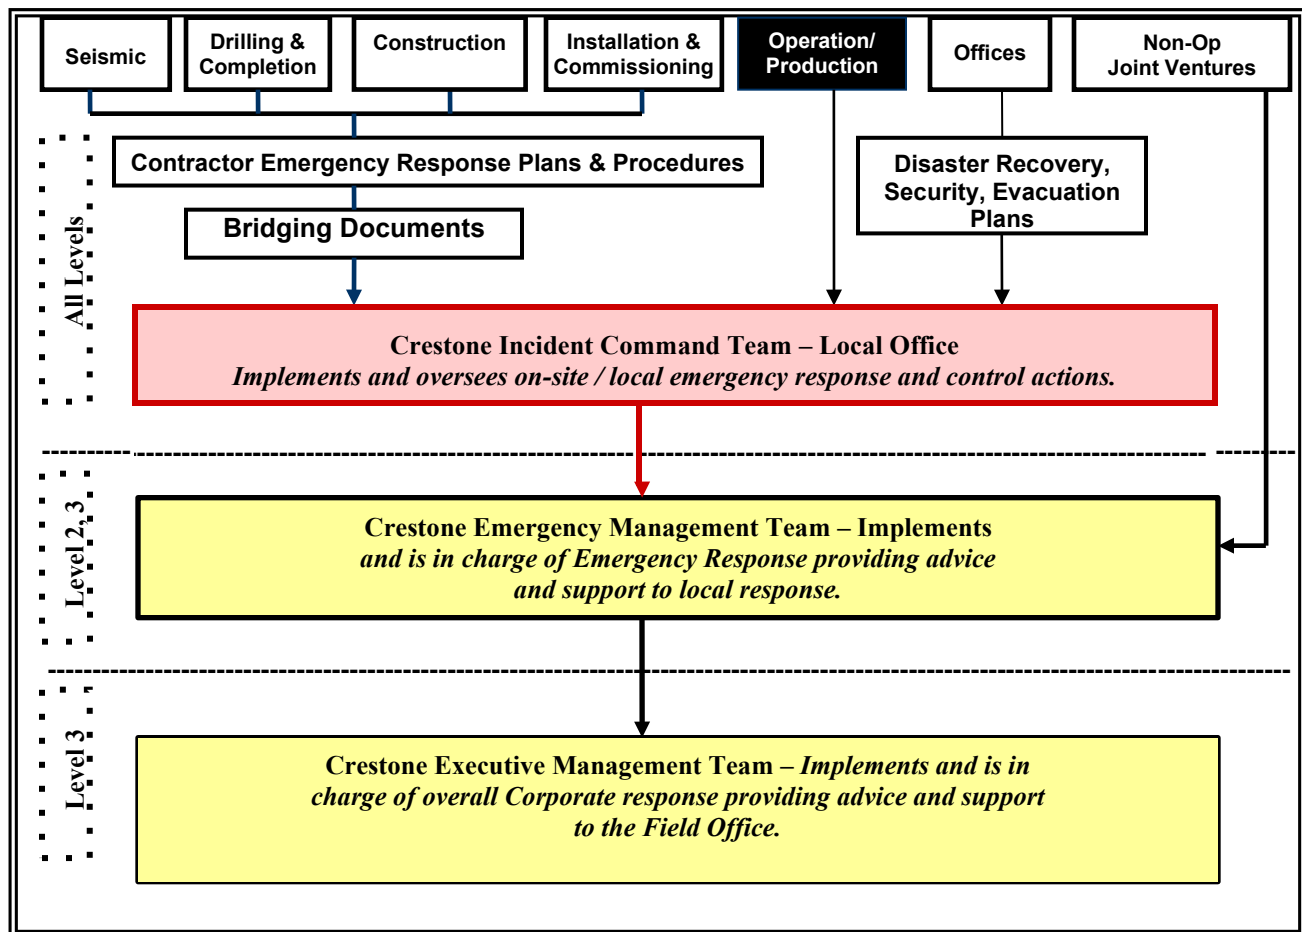 Seismic
Drilling &
Completion
Construction
Installation &
Commissioning
Operation/
Production
Offices
Non-Op
Joint Ventures
All Levels
Contractor Emergency Response Plans & Procedures
Bridging Documents
Disaster Recovery,
Security, Evacuation
Plans
Crestone Incident Command Team – Local Office
Implements and oversees on-site / local emergency response and control actions.
Level 2, 3
Crestone Emergency Management Team – Implements
and is in charge of Emergency Response providing advice
and support to local response.
Level 3
Crestone Executive Management Team – Implements and is in
charge of overall Corporate response providing advice and support
to the Field Office.